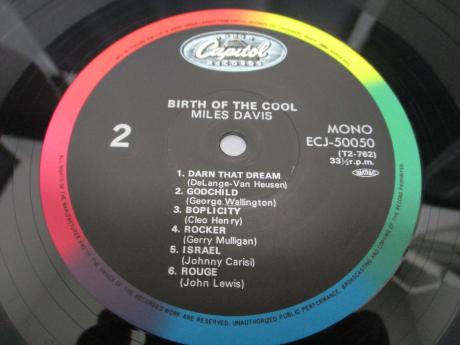 Capitol
RECORDS
BIRTH OF THE COOL
MILES DAVIS
2
MONO
ECJ-50050
(T2-762)
33⅓ r.p.m.
1. DARN THAT DREAM
(DeLange-Van Heusen)
2. GODCHILD
(George Wallington)
3. BOPLICITY
(Cleo Henry)
4. ROCKER
(Gerry Mulligan)
5. ISRAEL
(Johnny Carisi)
6. ROUGE
(John Lewis)
ALL RIGHTS OF THE MANUFACTURER AND OF THE OWNER OF THE RECORDED WORK ARE RESERVED. UNAUTHORIZED PUBLIC PERFORMANCE, BROADCASTING AND COPYING OF THE RECORD PROHIBITED.